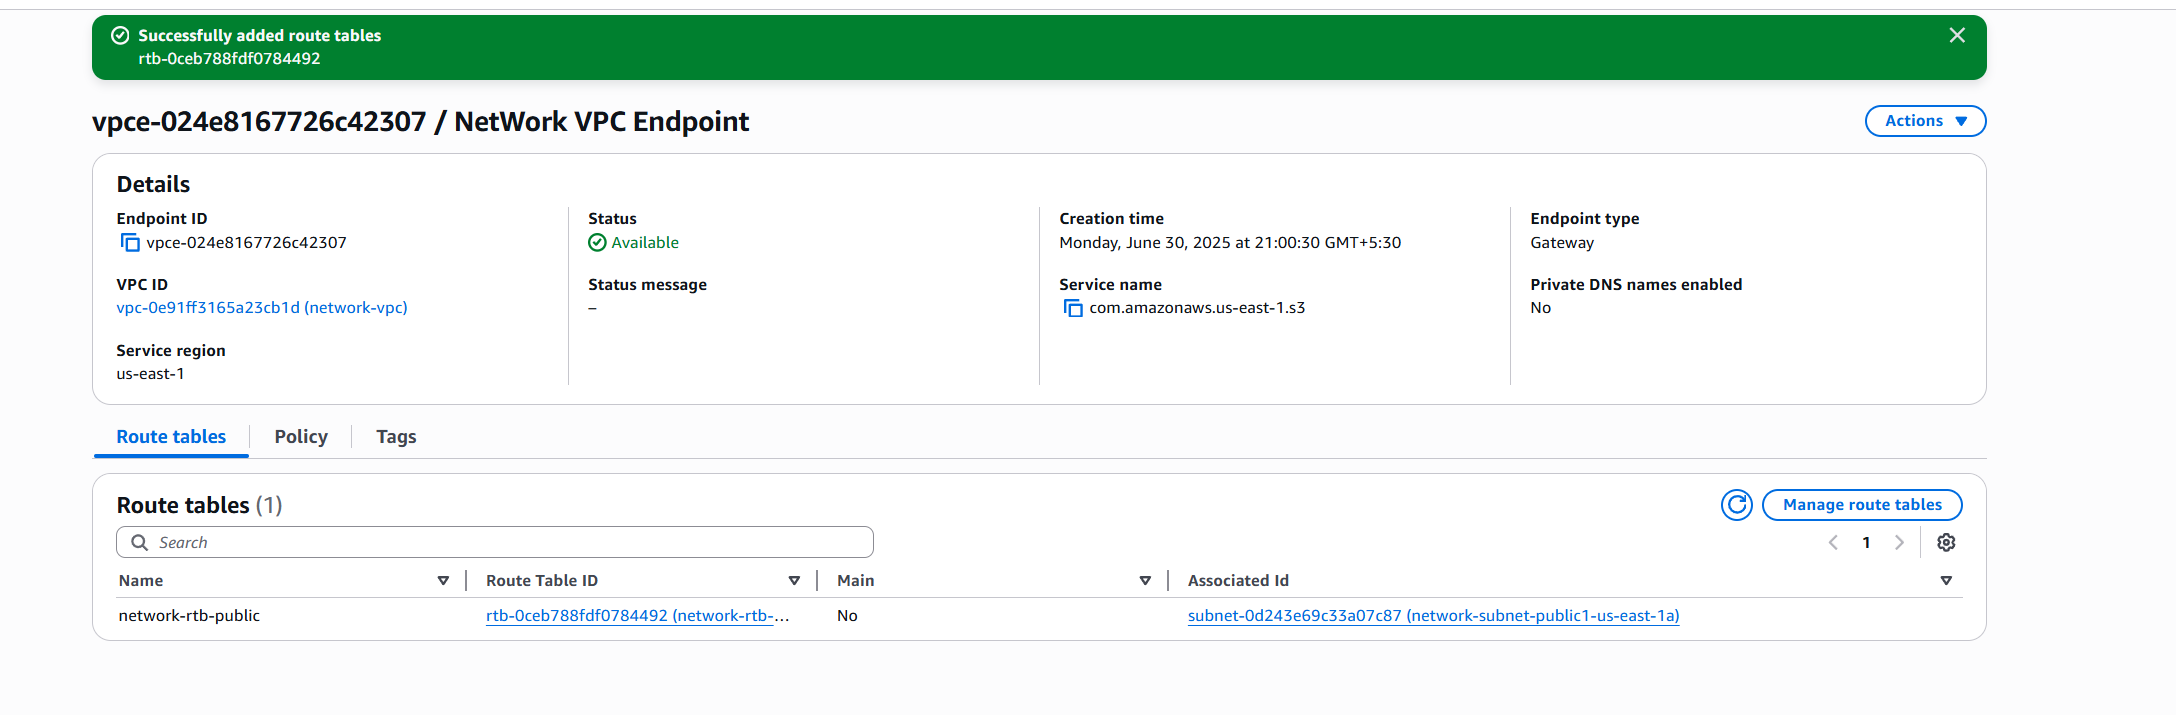 Successfully added route tables
rtb-0ceb788fdf0784492
vpce-024e8167726c42307 / NetWork VPC Endpoint
Actions
Details
Endpoint ID
vpce-024e8167726c42307
Status
Available
Creation time
Monday, June 30, 2025 at 21:00:30 GMT+5:30
Endpoint type
Gateway
VPC ID
vpc-0e91ff3165a23cb1d (network-vpc)
Status message
–
Service name
com.amazonaws.us-east-1.s3
Private DNS names enabled
No
Service region
us-east-1
Route tables
Policy
Tags
Route tables (1)
Manage route tables
Search
1
Name
Route Table ID
Main
Associated Id
network-rtb-public
rtb-0ceb788fdf0784492 (network-rtb-...
No
subnet-0d243e69c33a07c87 (network-subnet-public1-us-east-1a)